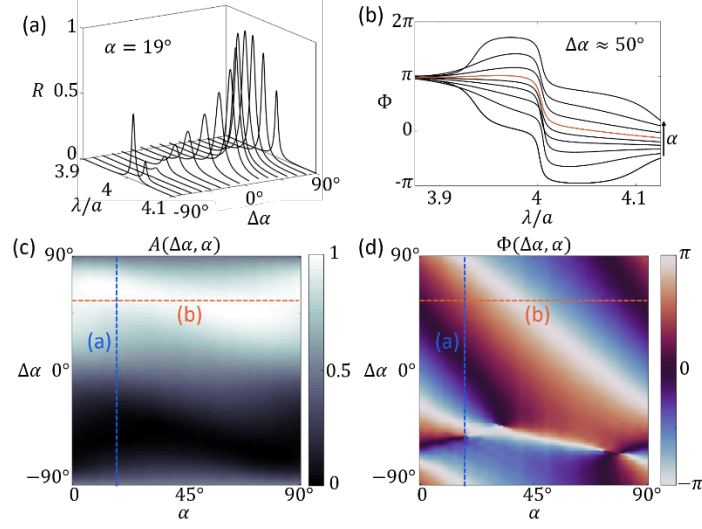 (a)
α = 19°
1
0.5
0
R
3.9
4
4.1
λ/a
-90°
0°
90°
Δα
(b)
2π
π
0
-π
Φ
Δα ≈ 50°
α
3.9
4
4.1
λ/a
(c)
A(Δα, α)
90°
0°
−90°
Δα
(a)
(b)
0
45°
90°
α
1
0.5
0
(d)
Φ(Δα, α)
90°
0°
−90°
Δα
(a)
(b)
0
45°
90°
α
π
π
−π